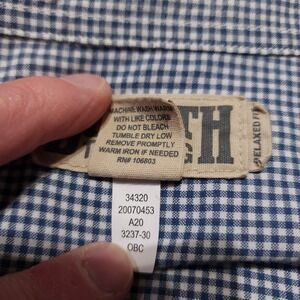 MACHINE WASH WARM
WITH LIKE COLORS
DO NOT BLEACH
TUMBLE DRY LOW
REMOVE PROMPTLY
WARM IRON IF NEEDED
RN# 106803
TH
G
RELAXED FIT
34320
20070453
A20
3237-30
OBC